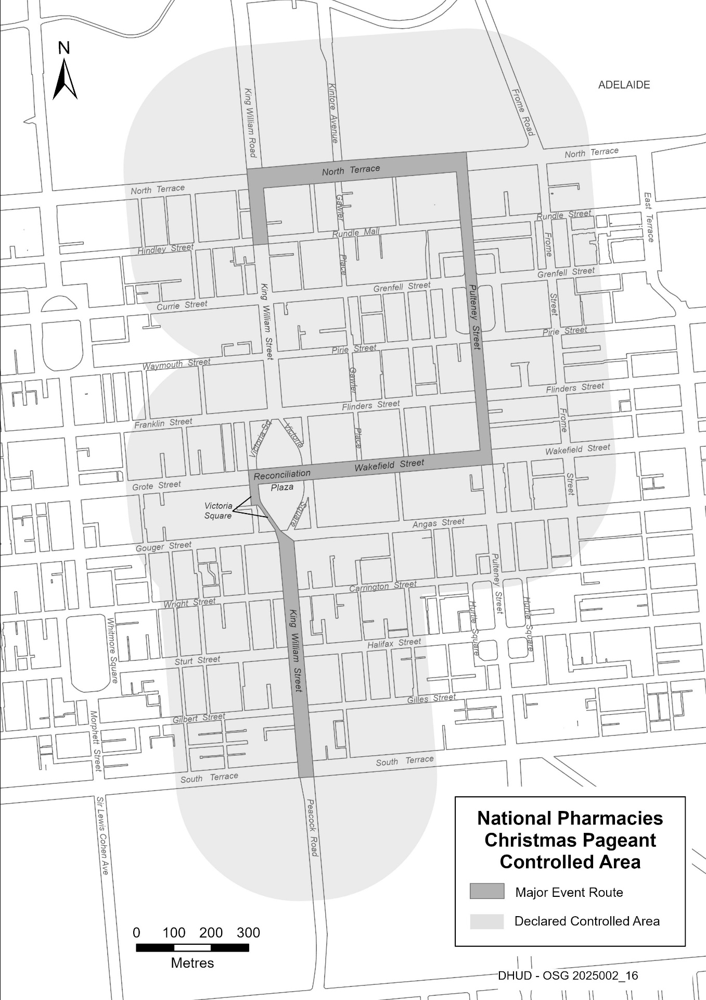 N
ADELAIDE
King William Road
Kintore Avenue
Frome Road
North Terrace
North Terrace
North Terrace
Gawler
East Terrace
Rundle Street
Rundle Mall
Hindley Street
Frome
Place
Grenfell Street
Grenfell Street
King William Street
Pulteney Street
Currie Street
Street
Pirie Street
Pirie Street
Waymouth Street
Gawler
Flinders Street
Flinders Street
Franklin Street
Victoria Sq
Victoria
Place
Frome
Wakefield Street
Wakefield Street
Reconciliation
Plaza
Grote Street
Street
Victoria
Square
Square
Angas Street
Gouger Street
Pulteney Street
Carrington Street
Wright Street
Hurtle Square
Hurtle Square
Whitmore Square
King William Street
Halifax Street
Sturt Street
Gilles Street
Gilbert Street
Morphett Street
South Terrace
South Terrace
Sir Lewis Cohen Ave
Peacock Road
National Pharmacies
Christmas Pageant
Controlled Area
Major Event Route
Declared Controlled Area
0 100 200 300
Metres
DHUD - OSG 2025002_16